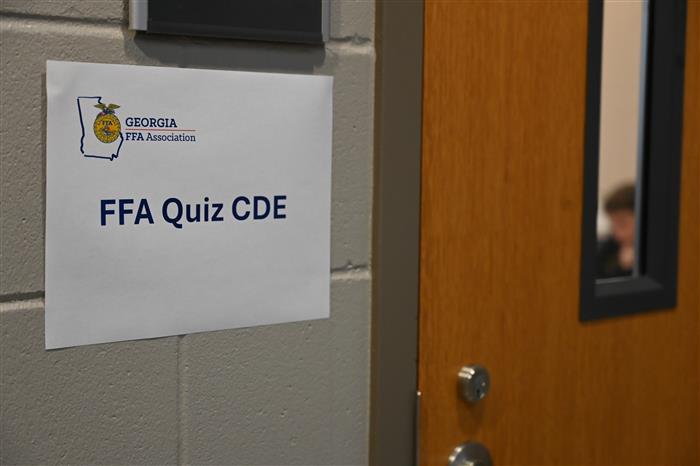 GEORGIA
FFA Association
FFA Quiz CDE